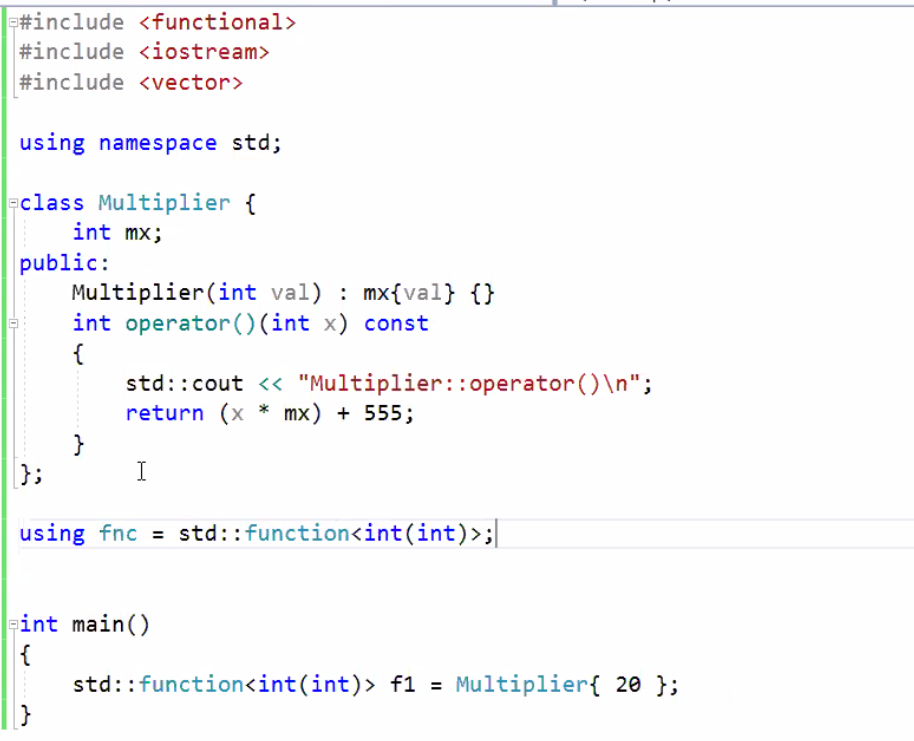 #include <functional>
#include <iostream>
#include <vector>
using namespace std;
class Multiplier {
    int mx;
public:
    Multiplier(int val) : mx{val} {}
    int operator()(int x) const
    {
        std::cout << "Multiplier::operator()\n";
        return (x * mx) + 555;
    }
};
using fnc = std::function<int(int)>;
int main()
{
    std::function<int(int)> f1 = Multiplier{ 20 };
}